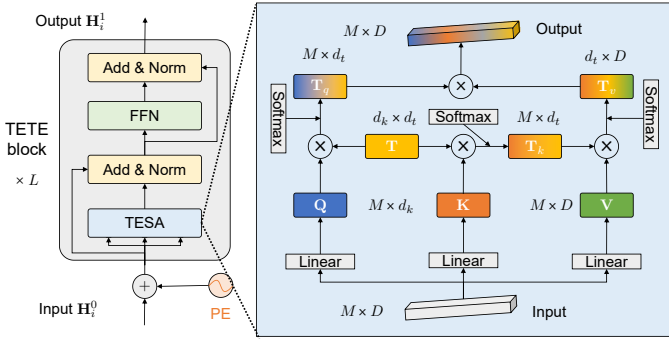 Output H_i^1
Add & Norm
FFN
TETE
block
× L
Add & Norm
TESA
+
Input H_i^0
PE
M × D
Output
M × d_t
d_t × D
T_q
×
T_v
Softmax
Softmax
d_k × d_t
Softmax
M × d_t
×
T
×
T_k
×
Q
M × d_k
K
M × D
V
Linear
Linear
Linear
M × D
Input